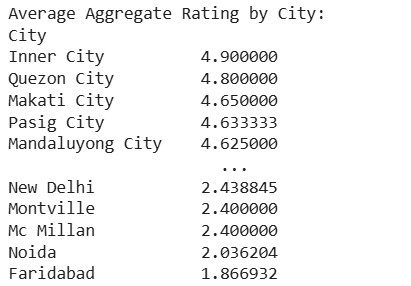 Average Aggregate Rating by City:
City
Inner City 4.900000
Quezon City 4.800000
Makati City 4.650000
Pasig City 4.633333
Mandaluyong City 4.625000
...
New Delhi 2.438845
Montville 2.400000
Mc Millan 2.400000
Noida 2.036204
Faridabad 1.866932